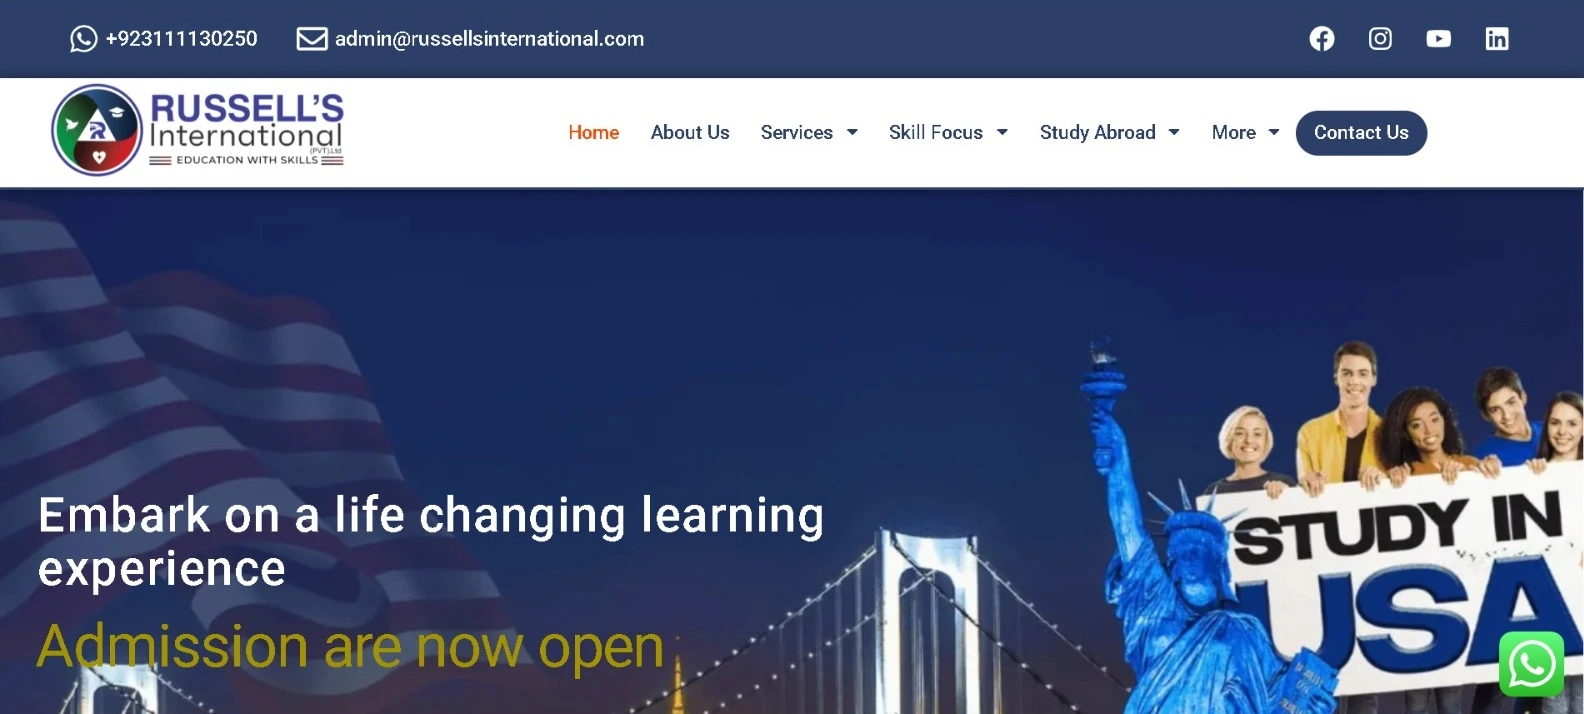 +923111130250
admin@russellsinternational.com
RUSSELL'S
International
(PVT).Ltd
EDUCATION WITH SKILLS
Home
About Us
Services
Skill Focus
Study Abroad
More
Contact Us
Embark on a life changing learning
experience
Admission are now open
STUDY IN
USA